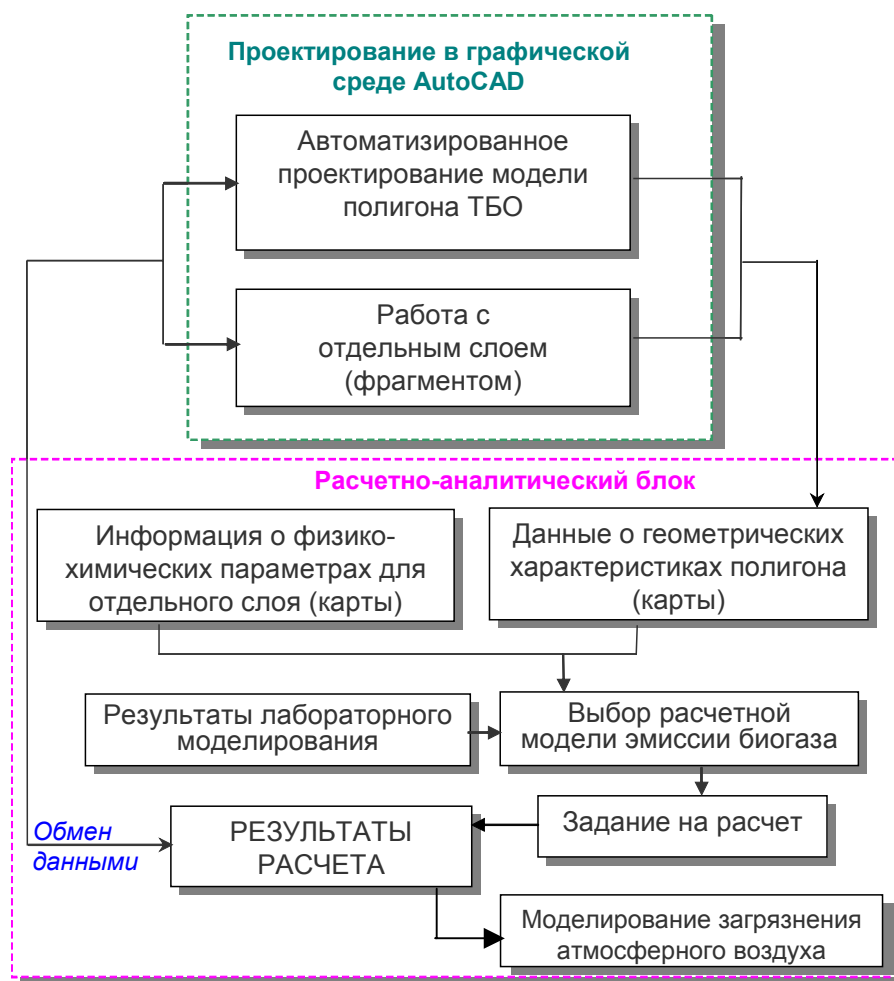 Проектирование в графической
среде AutoCAD
Автоматизированное
проектирование модели
полигона ТБО
Работа с
отдельным слоем
(фрагментом)
Расчетно-аналитический блок
Информация о физико-
химических параметрах для
отдельного слоя (карты)
Данные о геометрических
характеристиках полигона
(карты)
Результаты лабораторного
моделирования
Выбор расчетной
модели эмиссии биогаза
Обмен
данными
РЕЗУЛЬТАТЫ
РАСЧЕТА
Задание на расчет
Моделирование загрязнения
атмосферного воздуха